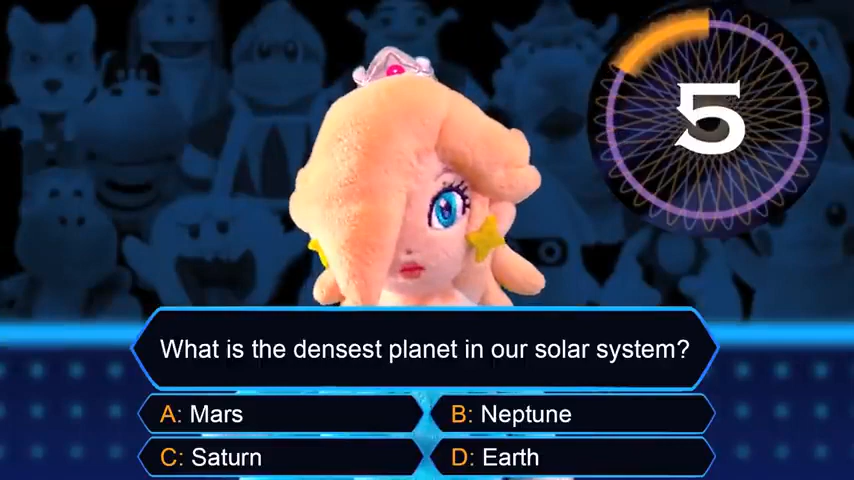 5
What is the densest planet in our solar system?
A: Mars
B: Neptune
C: Saturn
D: Earth